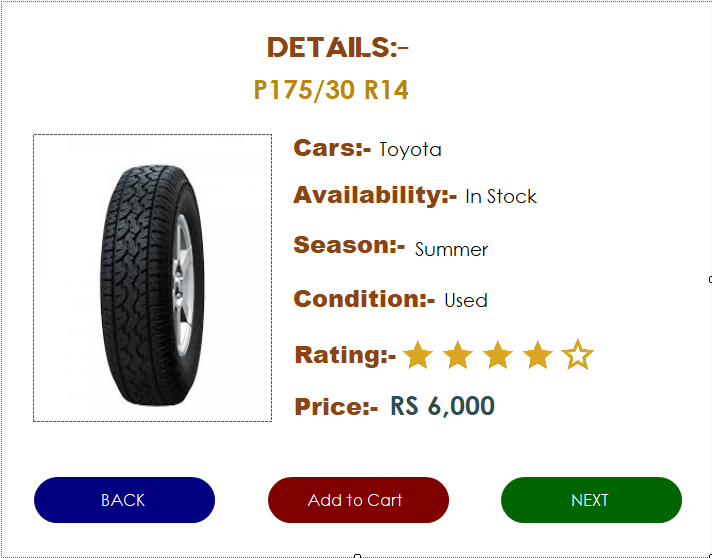 DETAILS:-
P175/30 R14
Cars:- Toyota
Availability:- In Stock
Season:- Summer
Condition:- Used
Rating:-
Price:- RS 6,000
BACK
Add to Cart
NEXT